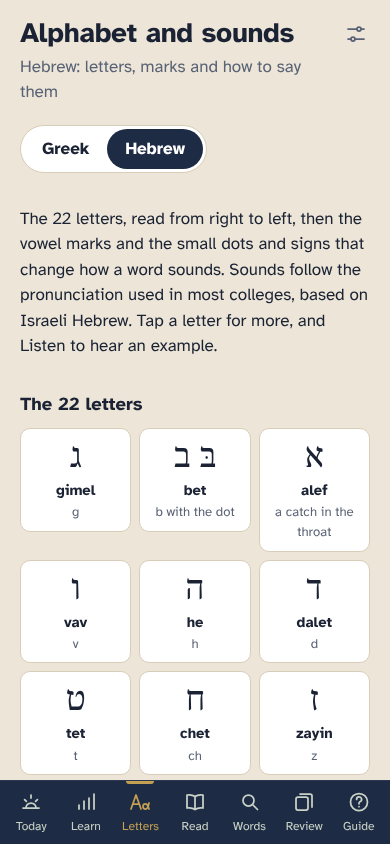 Alphabet and sounds
Hebrew: letters, marks and how to say
them
Greek Hebrew
The 22 letters, read from right to left, then the
vowel marks and the small dots and signs that
change how a word sounds. Sounds follow the
pronunciation used in most colleges, based on
Israeli Hebrew. Tap a letter for more, and
Listen to hear an example.
The 22 letters
א
alef
a catch in the
throat
בּ ב
bet
b with the dot
ג
gimel
g
ד
dalet
d
ה
he
h
ו
vav
v
ז
zayin
z
ח
chet
ch
ט
tet
t
Aα
Today Learn Letters Read Words Review Guide